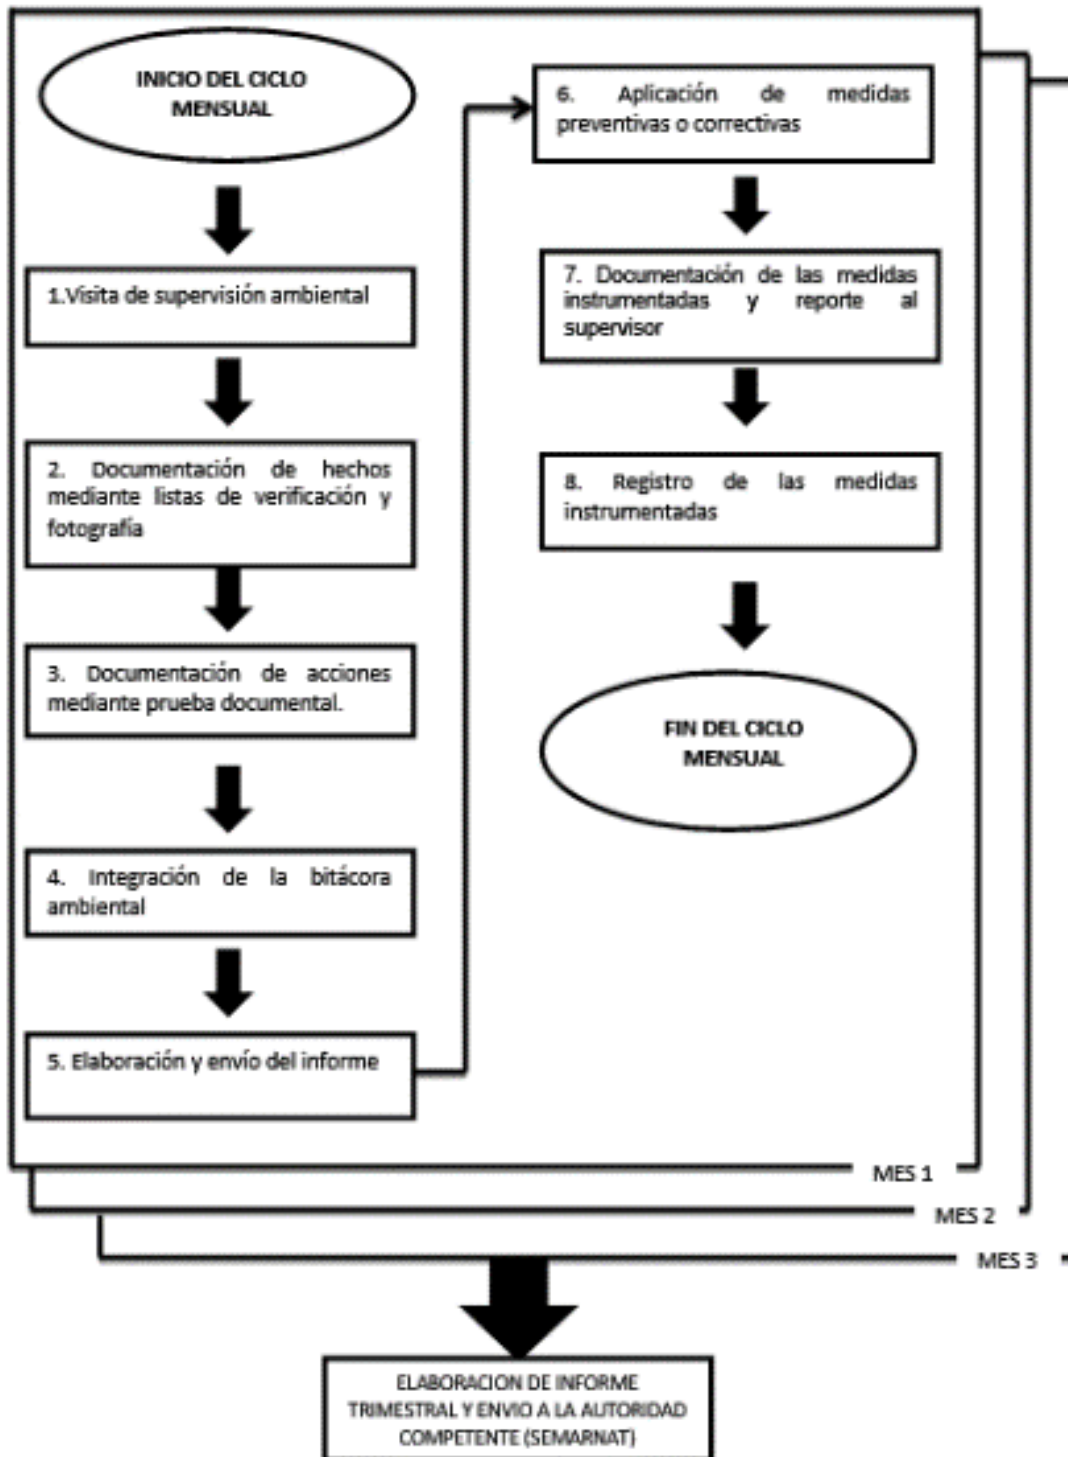 INICIO DEL CICLO
MENSUAL
1.Visita de supervisión ambiental
2. Documentación de hechos
mediante listas de verificación y
fotografía
3. Documentación de acciones
mediante prueba documental.
4. Integración de la bitácora
ambiental
5. Elaboración y envío del informe
6. Aplicación de medidas
preventivas o correctivas
7. Documentación de las medidas
instrumentadas y reporte al
supervisor
8. Registro de las medidas
instrumentadas
FIN DEL CICLO
MENSUAL
MES 1
MES 2
MES 3
ELABORACION DE INFORME
TRIMESTRAL Y ENVIO A LA AUTORIDAD
COMPETENTE (SEMARNAT)